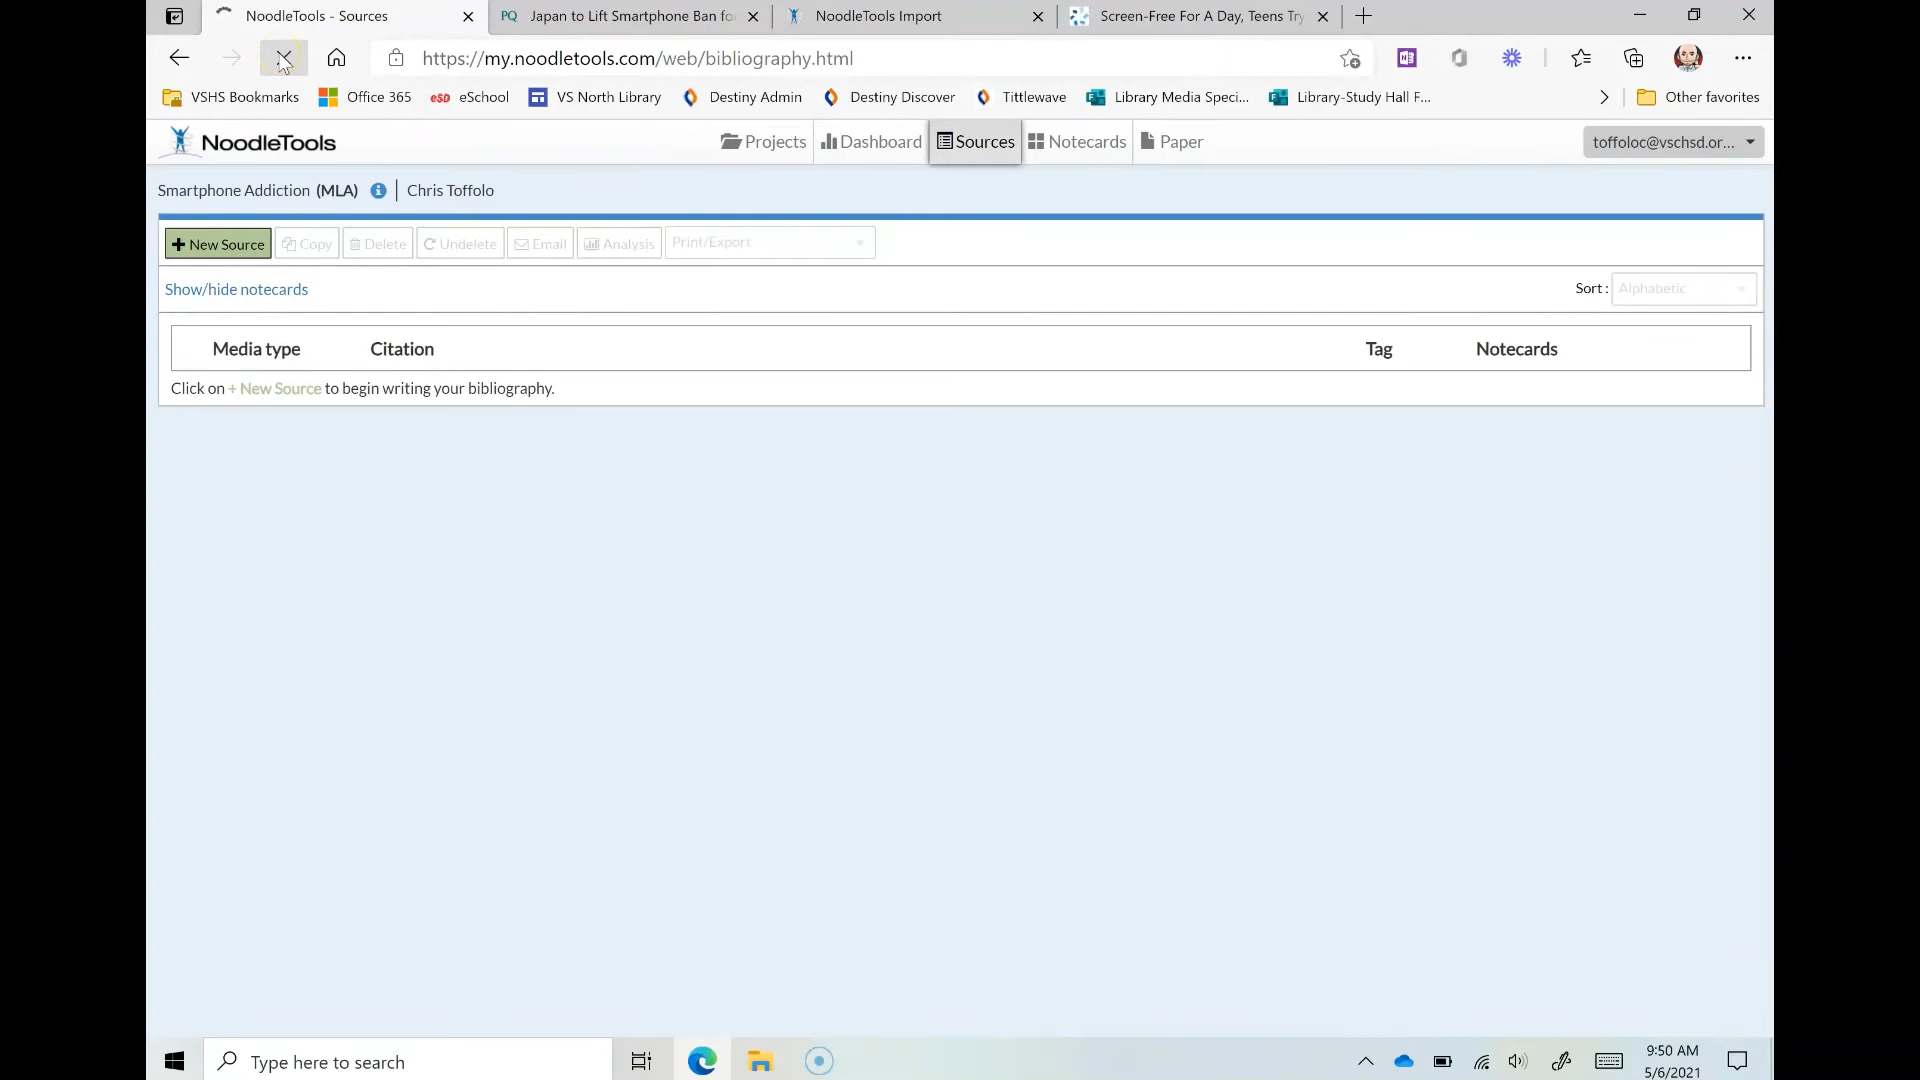 NoodleTools - Sources
PQ Japan to Lift Smartphone Ban fo
NoodleTools Import
Screen-Free For A Day, Teens Try
https://my.noodletools.com/web/bibliography.html
VSHS Bookmarks
Office 365
eSD eSchool
VS North Library
Destiny Admin
Destiny Discover
Tittlewave
Library Media Speci...
Library-Study Hall F...
Other favorites
NoodleTools
Projects
Dashboard
Sources
Notecards
Paper
toffoloc@vschsd.or...
Smartphone Addiction (MLA)
Chris Toffolo
+ New Source
Copy
Delete
Undelete
Email
Analysis
Print/Export
Show/hide notecards
Sort :
Alphabetic
Media type
Citation
Tag
Notecards
Click on + New Source to begin writing your bibliography.
Type here to search
9:50 AM
5/6/2021